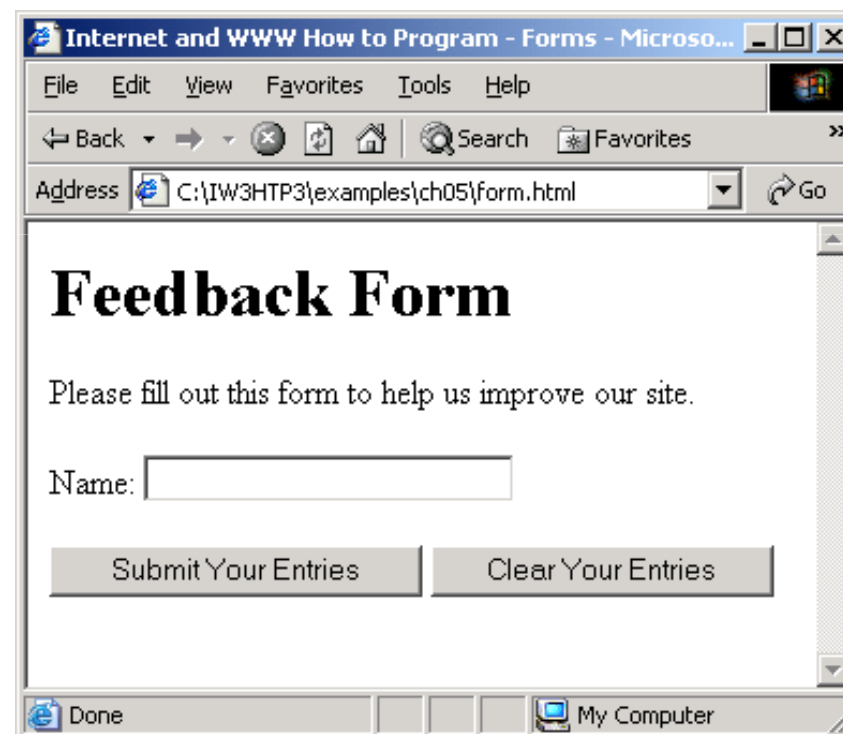 Internet and WWW How to Program - Forms - Microso...
File Edit View Favorites Tools Help
Back Search Favorites »
Address C:\IW3HTP3\examples\ch05\form.html Go
Feedback Form
Please fill out this form to help us improve our site.
Name:
Submit Your Entries Clear Your Entries
Done My Computer